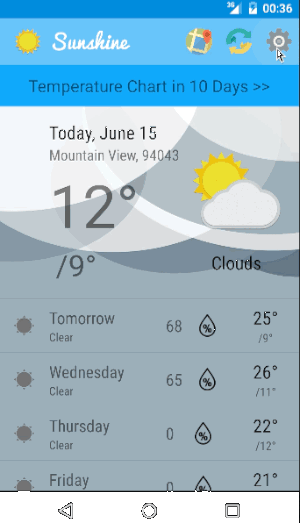 3G 00:36
Sunshine
Temperature Chart in 10 Days >>
Today, June 15
Mountain View, 94043
12°
/9°
Clouds
Tomorrow 68 % 25°
Clear /9°
Wednesday 65 % 26°
Clear /11°
Thursday 0 % 22°
Clear /12°
Friday 0 % 21°